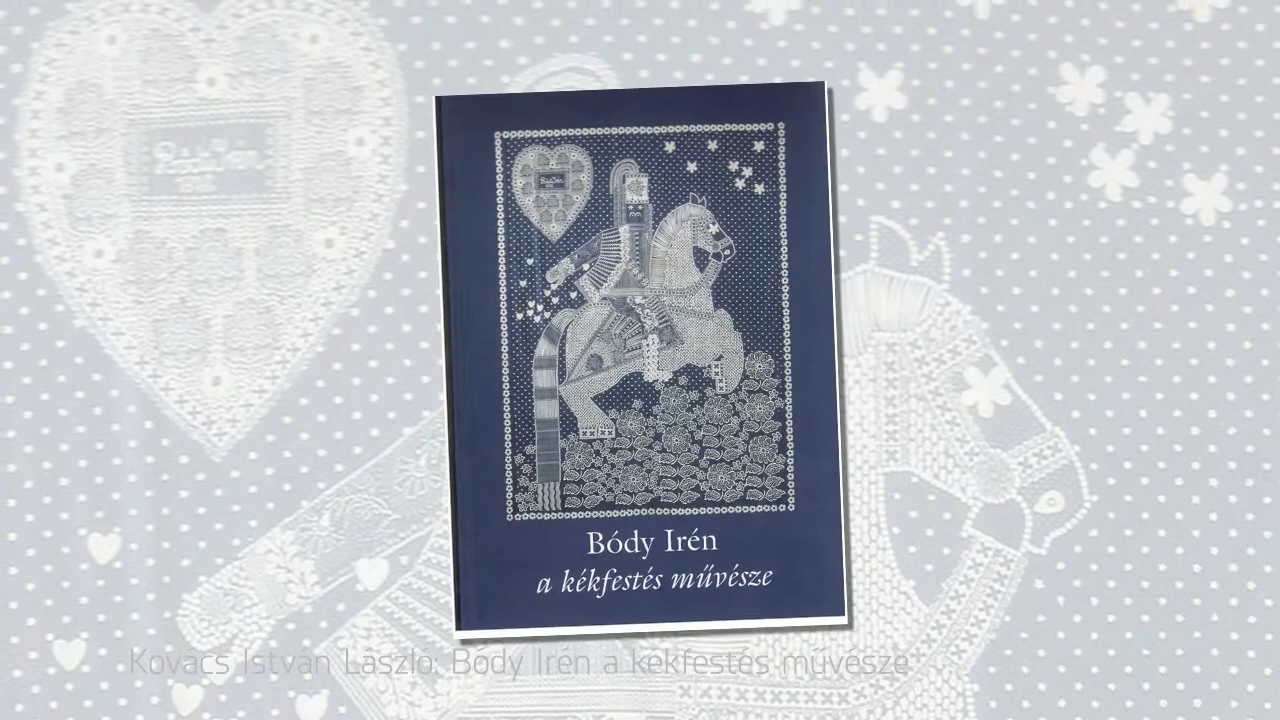 Bódy Irén
a kékfestés művésze
Kovács István László: Bódy Irén a kékfestés művésze